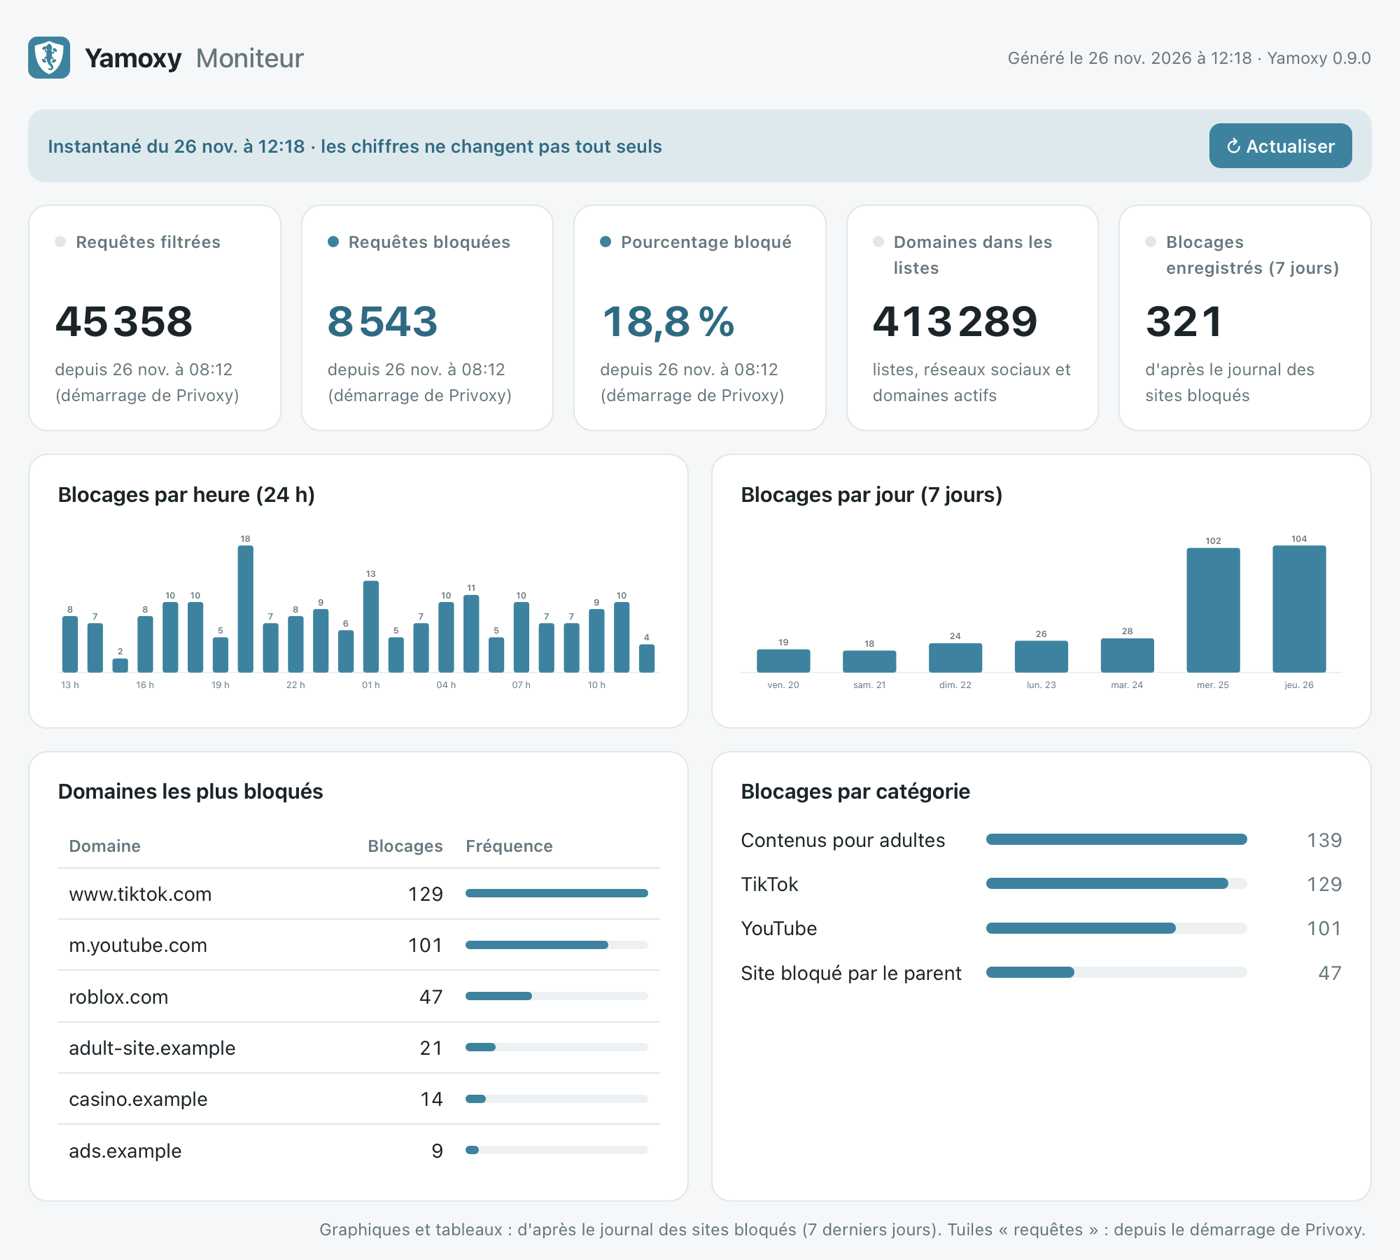 Yamoxy Moniteur
Généré le 26 nov. 2026 à 12:18 · Yamoxy 0.9.0
Instantané du 26 nov. à 12:18 · les chiffres ne changent pas tout seuls
↻ Actualiser
Requêtes filtrées
45 358
depuis 26 nov. à 08:12
(démarrage de Privoxy)
Requêtes bloquées
8 543
depuis 26 nov. à 08:12
(démarrage de Privoxy)
Pourcentage bloqué
18,8 %
depuis 26 nov. à 08:12
(démarrage de Privoxy)
Domaines dans les
listes
413 289
listes, réseaux sociaux et
domaines actifs
Blocages
enregistrés (7 jours)
321
d'après le journal des
sites bloqués
Blocages par heure (24 h)
8 7 2 8 10 10 5 18 7 8 9 6 13 5 7 10 11 5 10 7 7 9 10 4
13 h 16 h 19 h 22 h 01 h 04 h 07 h 10 h
Blocages par jour (7 jours)
19 18 24 26 28 102 104
ven. 20 sam. 21 dim. 22 lun. 23 mar. 24 mer. 25 jeu. 26
Domaines les plus bloqués
Domaine Blocages Fréquence
www.tiktok.com 129
m.youtube.com 101
roblox.com 47
adult-site.example 21
casino.example 14
ads.example 9
Blocages par catégorie
Contenus pour adultes 139
TikTok 129
YouTube 101
Site bloqué par le parent 47
Graphiques et tableaux : d'après le journal des sites bloqués (7 derniers jours). Tuiles « requêtes » : depuis le démarrage de Privoxy.